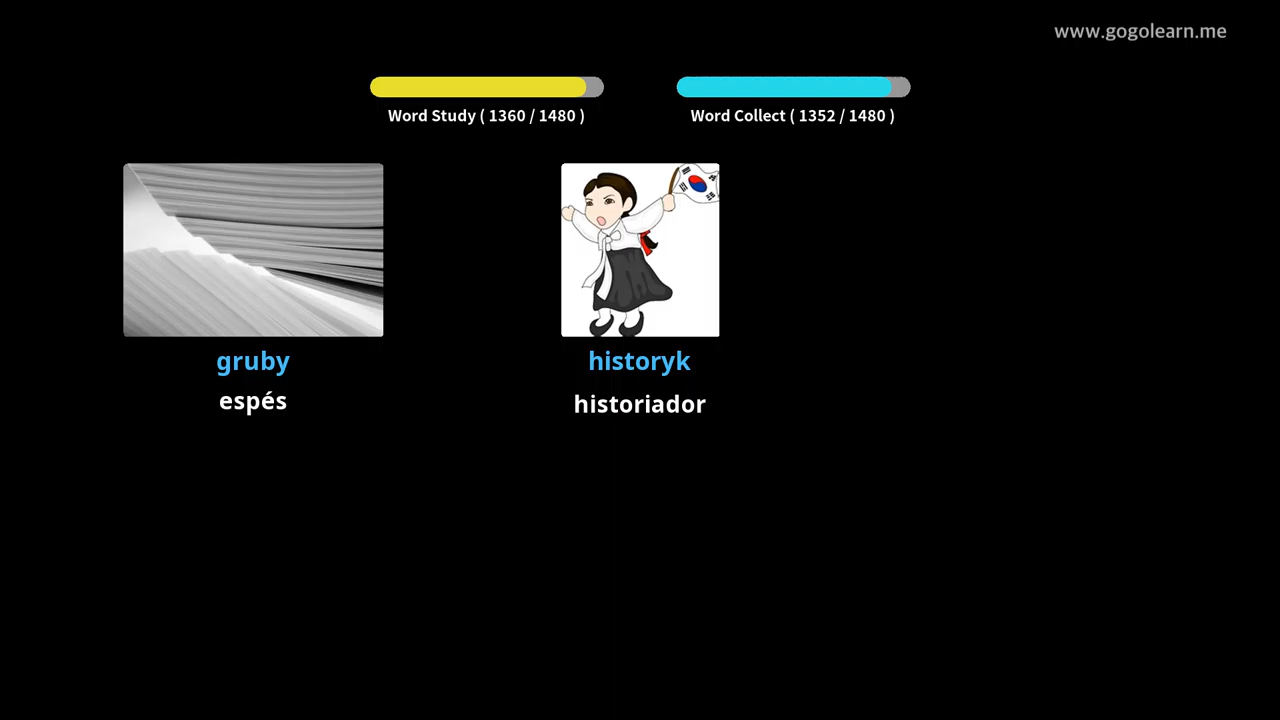 www.gogolearn.me
Word Study ( 1360 / 1480 )
Word Collect ( 1352 / 1480 )
gruby
espés
historyk
historiador